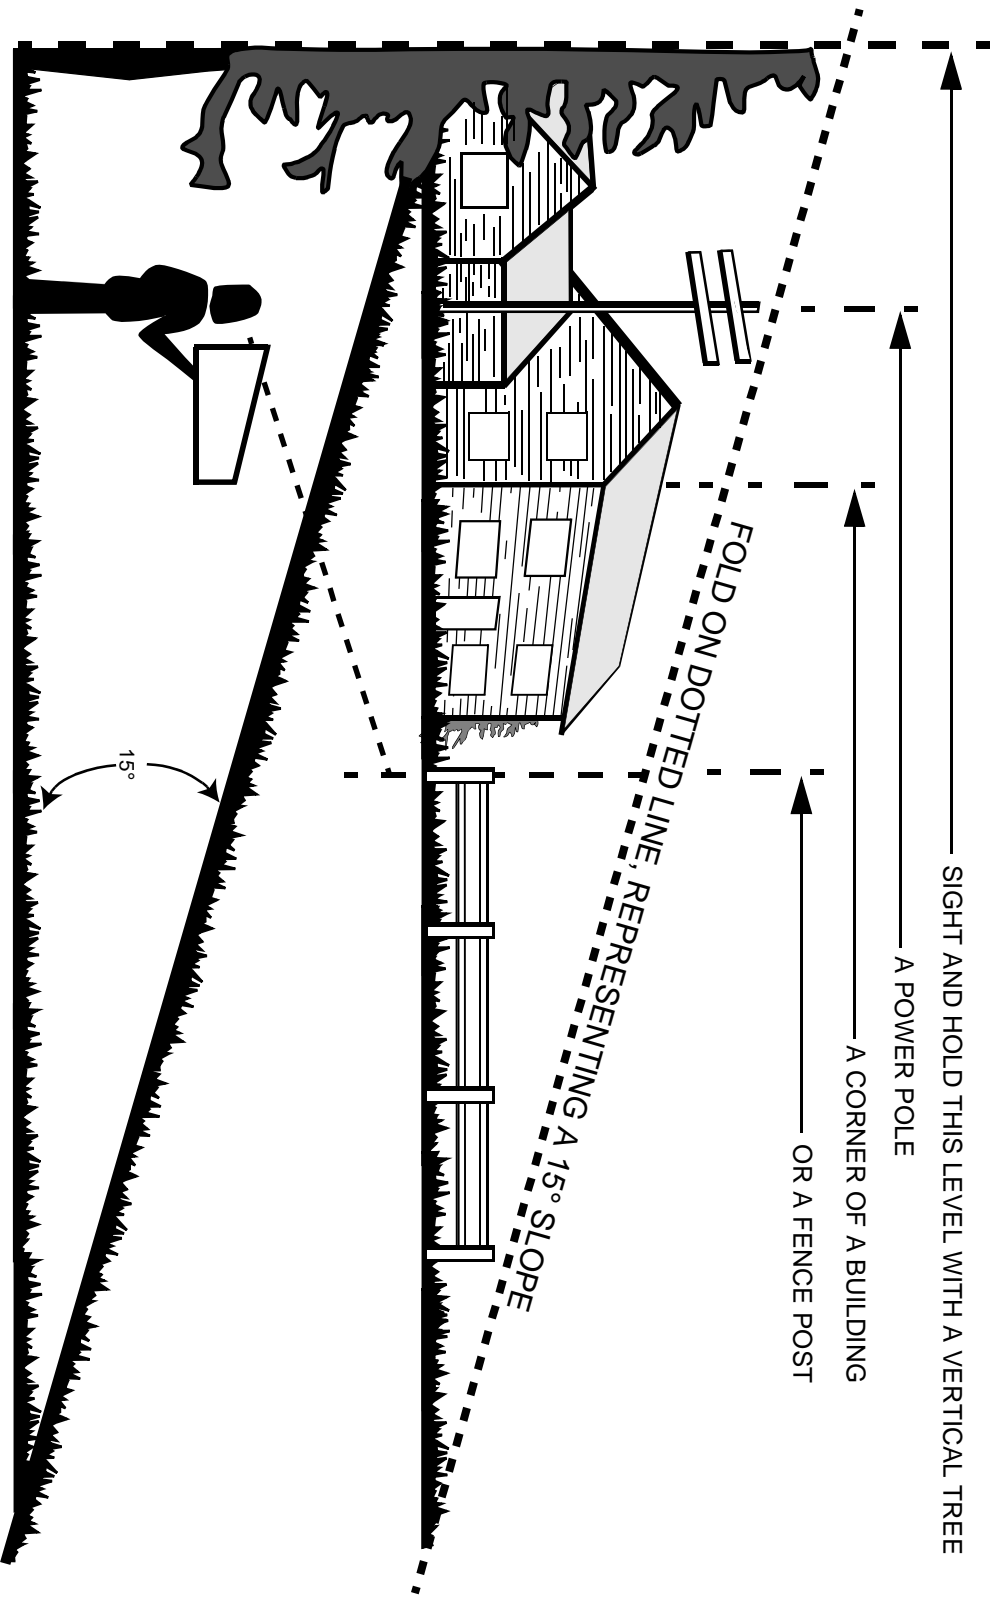 SIGHT AND HOLD THIS LEVEL WITH A VERTICAL TREE
A POWER POLE
A CORNER OF A BUILDING
OR A FENCE POST
FOLD ON DOTTED LINE, REPRESENTING A 15° SLOPE
15°